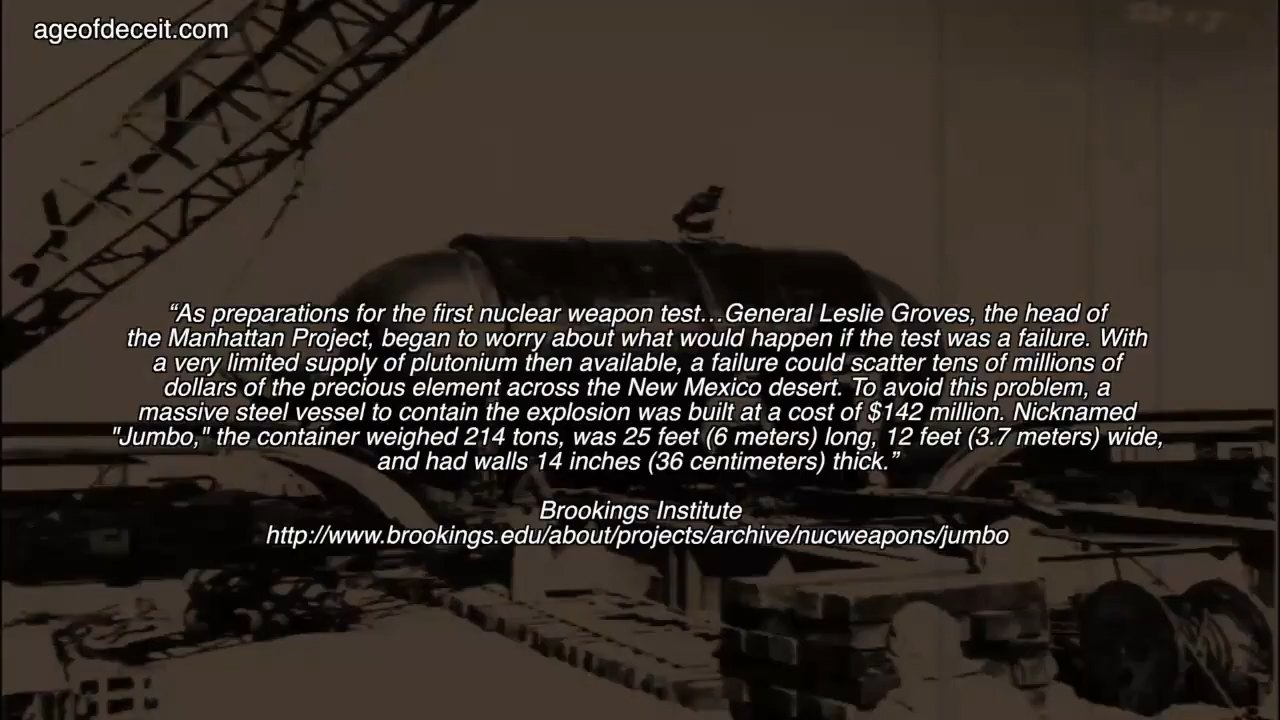 ageofdeceit.com
“As preparations for the first nuclear weapon test…General Leslie Groves, the head of
the Manhattan Project, began to worry about what would happen if the test was a failure. With
a very limited supply of plutonium then available, a failure could scatter tens of millions of
dollars of the precious element across the New Mexico desert. To avoid this problem, a
massive steel vessel to contain the explosion was built at a cost of $142 million. Nicknamed
"Jumbo," the container weighed 214 tons, was 25 feet (6 meters) long, 12 feet (3.7 meters) wide,
and had walls 14 inches (36 centimeters) thick.”
Brookings Institute
http://www.brookings.edu/about/projects/archive/nucweapons/jumbo